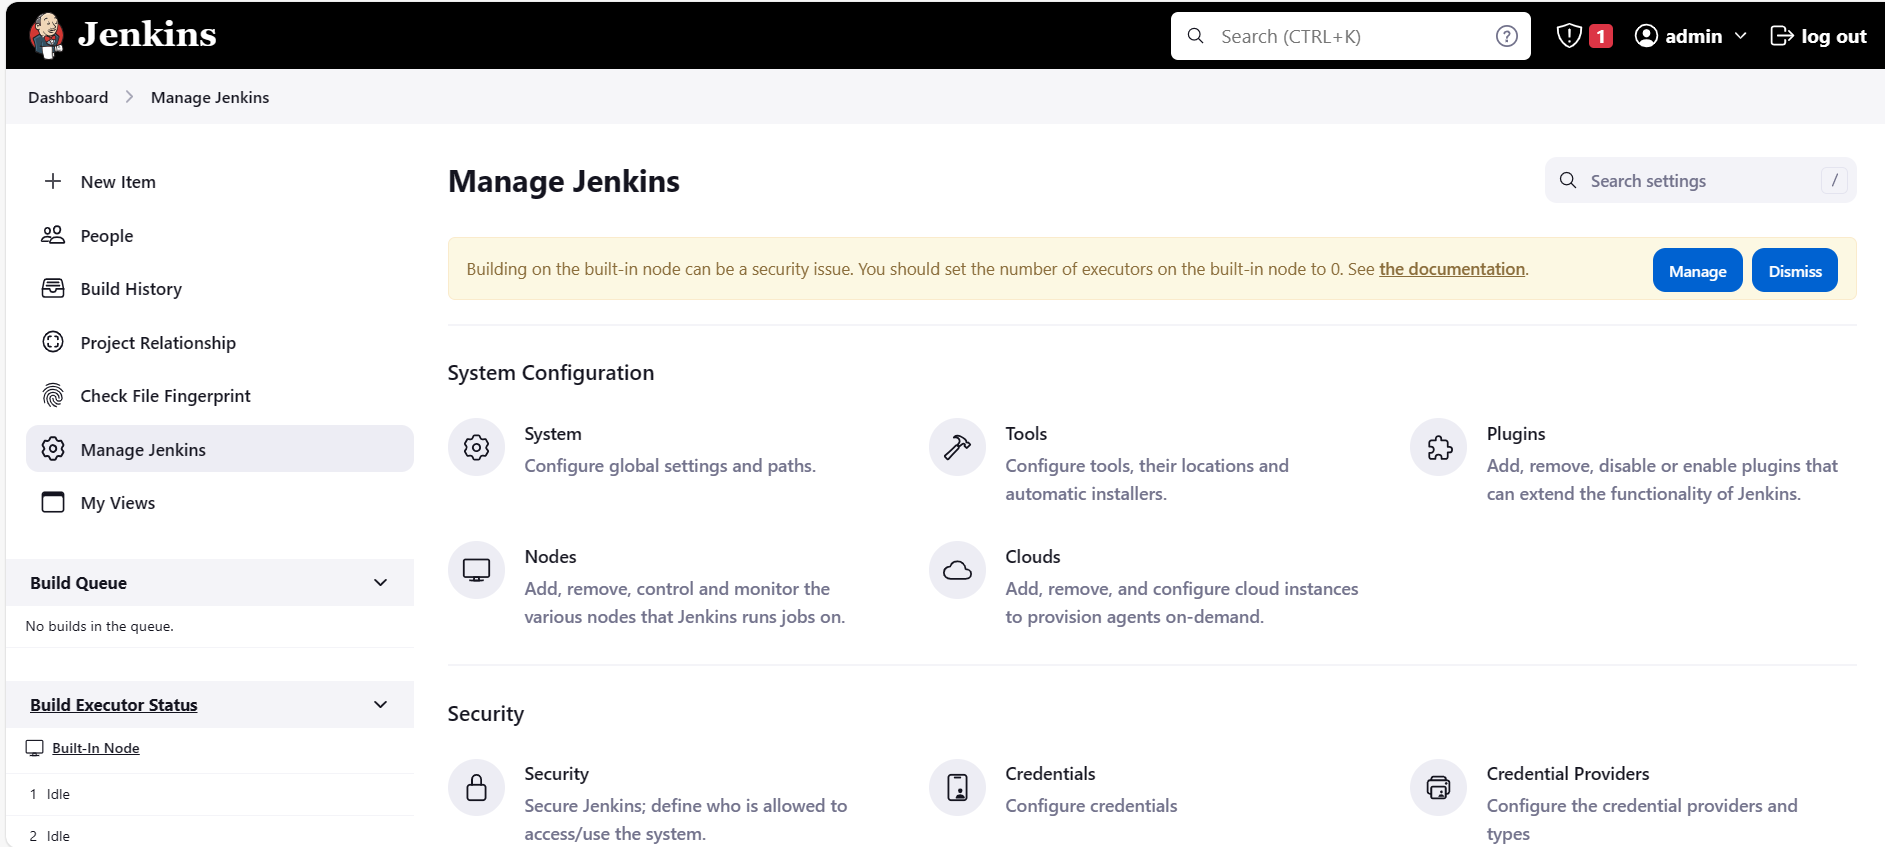 Jenkins
Search (CTRL+K)
?
1
admin
log out
Dashboard
Manage Jenkins
New Item
People
Build History
Project Relationship
Check File Fingerprint
Manage Jenkins
My Views
Build Queue
No builds in the queue.
Build Executor Status
Built-In Node
1 Idle
2 Idle
Manage Jenkins
Search settings
/
Building on the built-in node can be a security issue. You should set the number of executors on the built-in node to 0. See the documentation.
Manage
Dismiss
System Configuration
System
Configure global settings and paths.
Tools
Configure tools, their locations and
automatic installers.
Plugins
Add, remove, disable or enable plugins that
can extend the functionality of Jenkins.
Nodes
Add, remove, control and monitor the
various nodes that Jenkins runs jobs on.
Clouds
Add, remove, and configure cloud instances
to provision agents on-demand.
Security
Security
Secure Jenkins; define who is allowed to
access/use the system.
Credentials
Configure credentials
Credential Providers
Configure the credential providers and
types